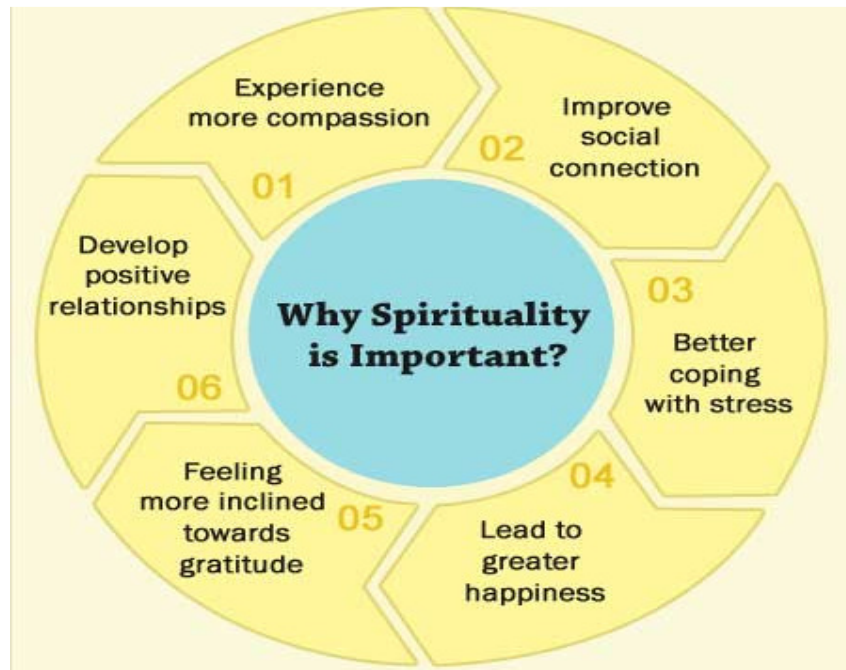 Why Spirituality
is Important?
Experience
more compassion
01
02
Improve
social
connection
03
Better
coping
with stress
04
Lead to
greater
happiness
05
Feeling
more inclined
towards
gratitude
06
Develop
positive
relationships